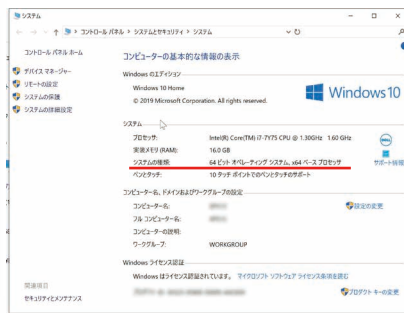 システム
コントロール パネル > システムとセキュリティ > システム
コントロール パネル ホーム
デバイス マネージャー
リモートの設定
システムの保護
システムの詳細設定
コンピューターの基本的な情報の表示
Windows のエディション
Windows 10 Home
© 2019 Microsoft Corporation. All rights reserved.
Windows 10
システム
プロセッサ: Intel(R) Core(TM) i7-7Y75 CPU @ 1.30GHz 1.60 GHz
実装メモリ (RAM): 16.0 GB
システムの種類: 64 ビット オペレーティング システム、x64 ベース プロセッサ
ペンとタッチ: 10 タッチ ポイントでのペンとタッチのサポート
DELL
サポート情報
コンピューター名、ドメインおよびワークグループの設定
コンピューター名:
フル コンピューター名:
コンピューターの説明:
ワークグループ: WORKGROUP
設定の変更
Windows ライセンス認証
Windows はライセンス認証されています。 マイクロソフト ソフトウェア ライセンス条項を読む
プロダクト キーの変更
関連項目
セキュリティとメンテナンス